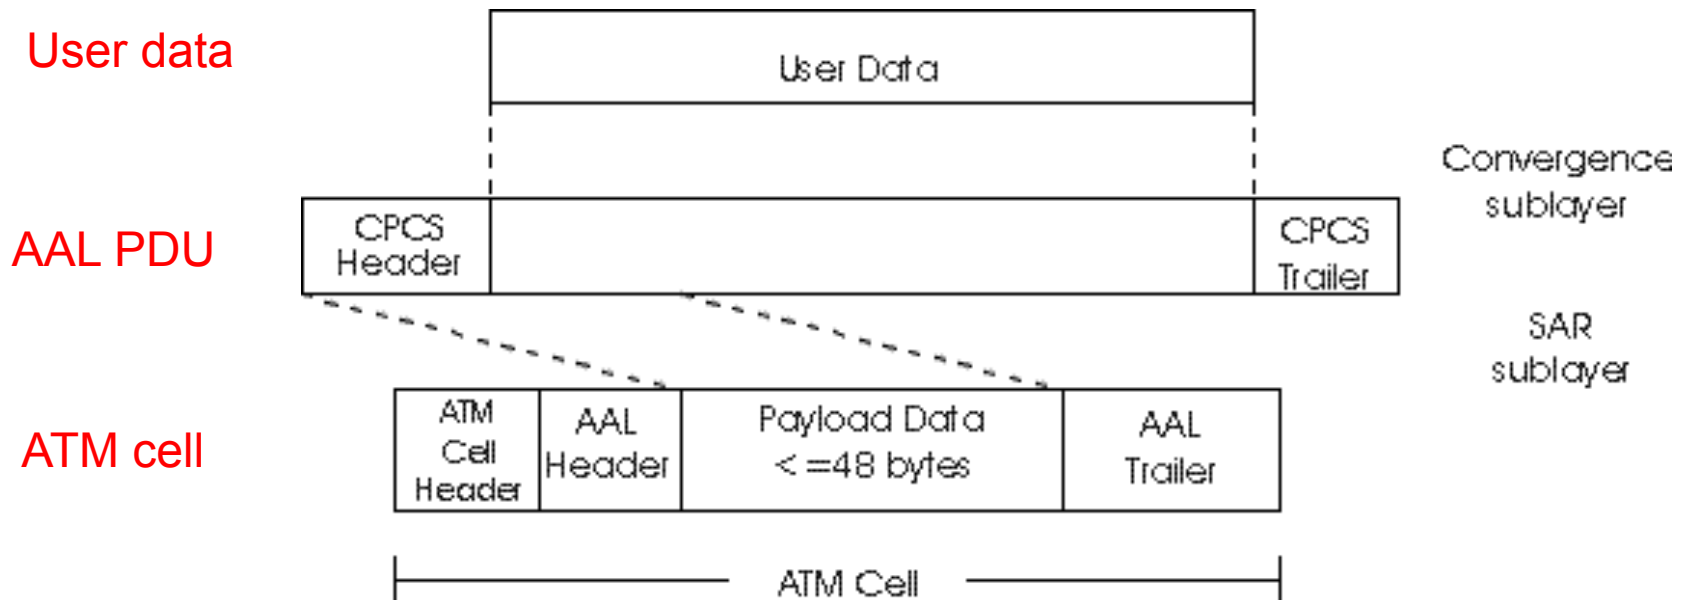 User data
User Data
Convergence
sublayer
AAL PDU
CPCS
Header
CPCS
Trailer
SAR
sublayer
ATM cell
ATM
Cell
Header
AAL
Header
Payload Data
< =48 bytes
AAL
Trailer
ATM Cell